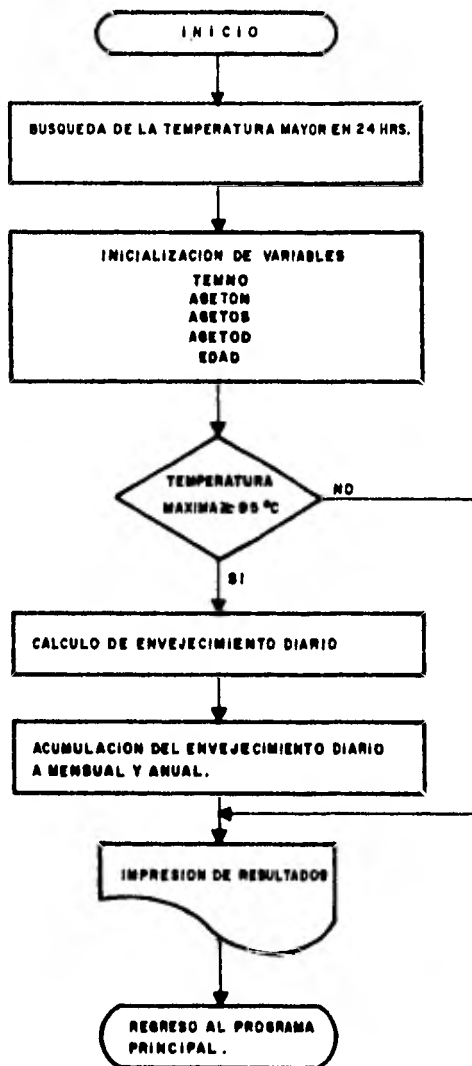 INICIO
BUSQUEDA DE LA TEMPERATURA MAYOR EN 24 HRS.
INICIALIZACION DE VARIABLES
TEMNO
AGETON
AGETOS
AGETOD
EDAD
TEMPERATURA
MAXIMA ≥ 95 °C
NO
SI
CALCULO DE ENVEJECIMIENTO DIARIO
ACUMULACION DEL ENVEJECIMIENTO DIARIO
A MENSUAL Y ANUAL.
IMPRESION DE RESULTADOS
REGRESO AL PROGRAMA
PRINCIPAL.